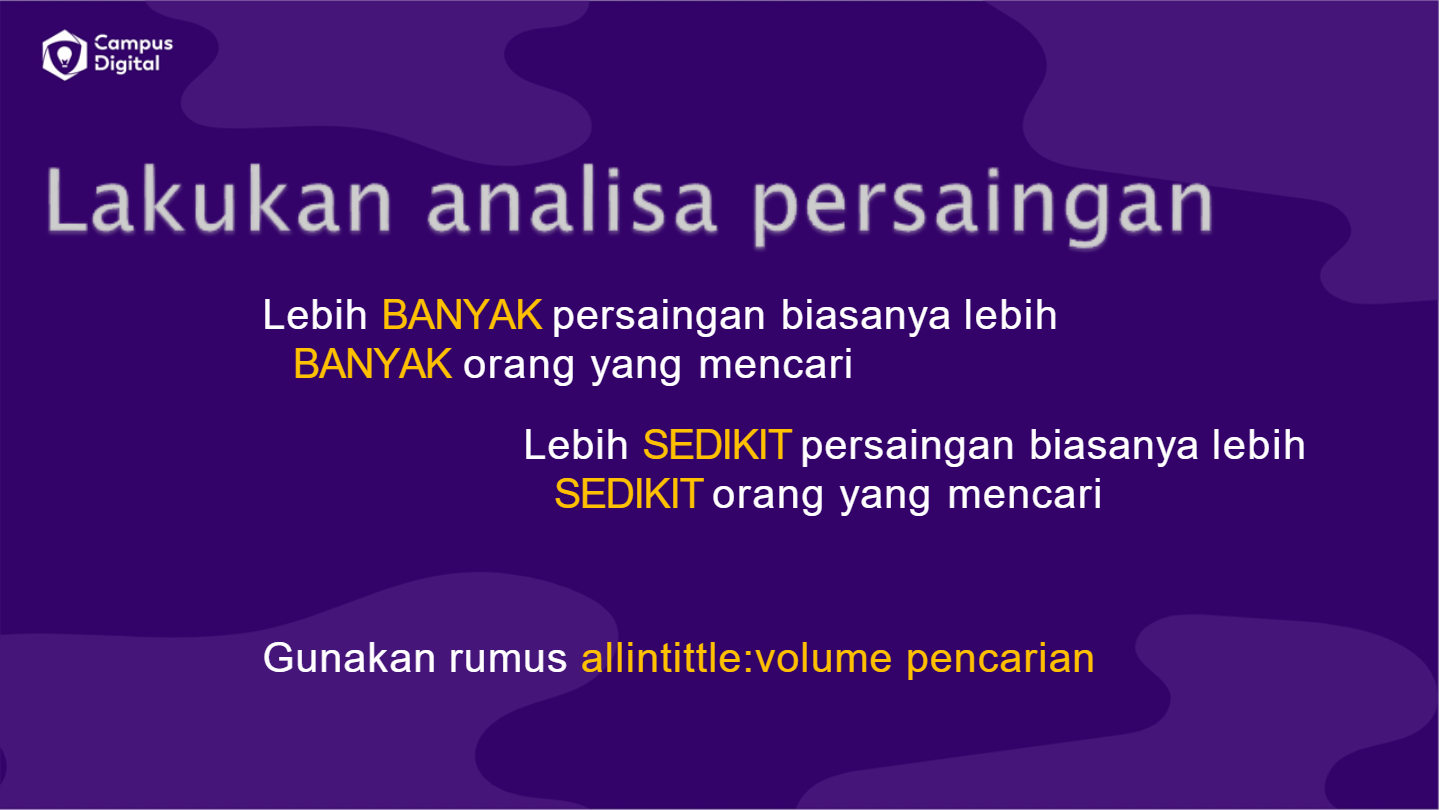 Campus
Digital
Lakukan analisa persaingan
Lebih BANYAK persaingan biasanya lebih
BANYAK orang yang mencari
Lebih SEDIKIT persaingan biasanya lebih
SEDIKIT orang yang mencari
Gunakan rumus allintittle:volume pencarian